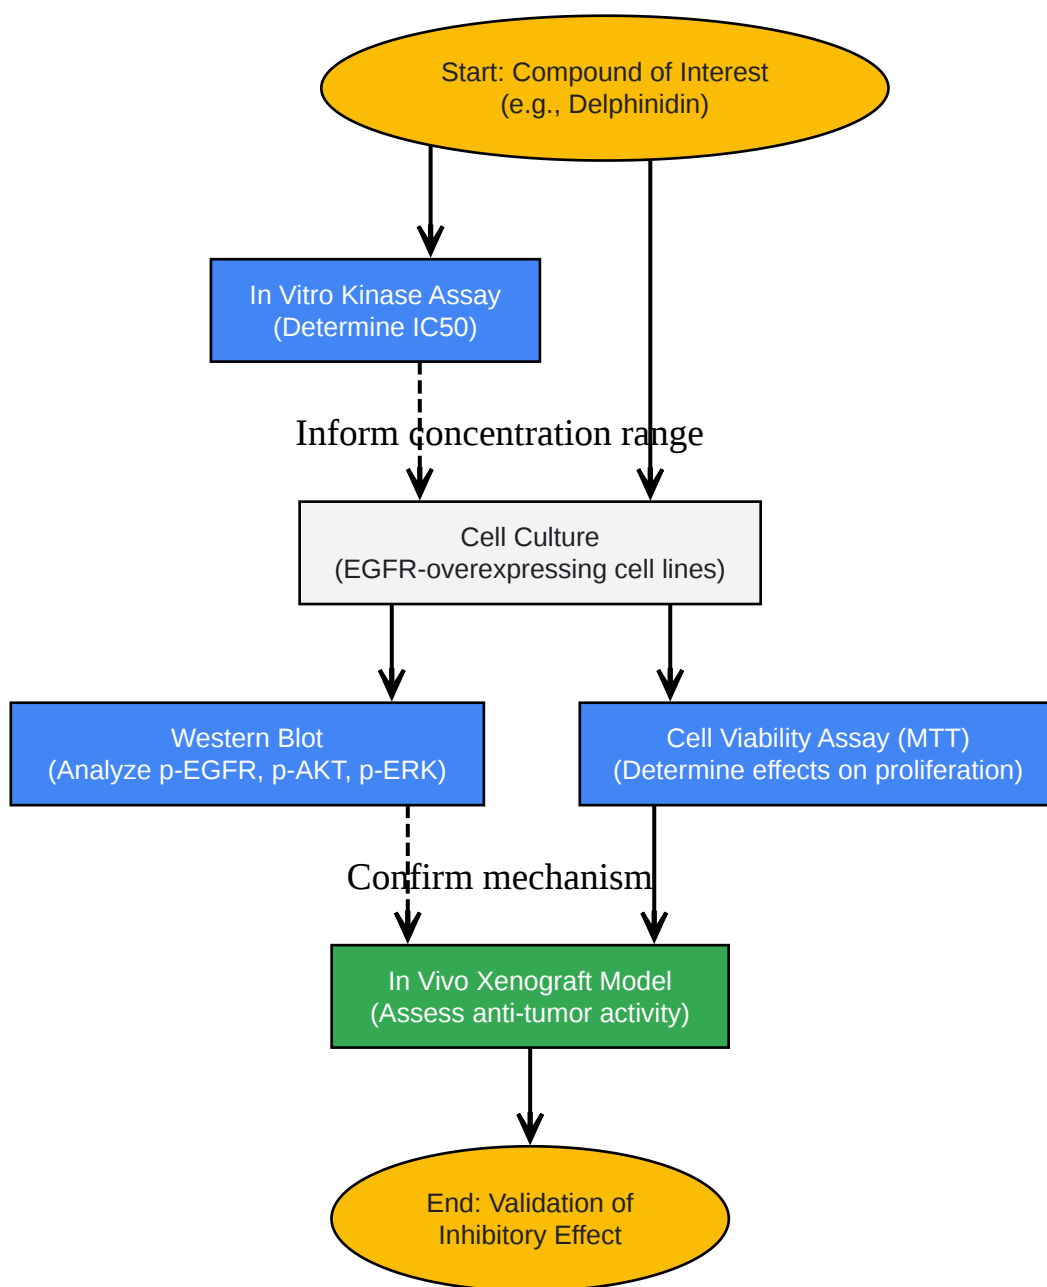 Start: Compound of Interest
(e.g., Delphinidin)
In Vitro Kinase Assay
(Determine IC50)
Inform concentration range
Cell Culture
(EGFR-overexpressing cell lines)
Western Blot
(Analyze p-EGFR, p-AKT, p-ERK)
Cell Viability Assay (MTT)
(Determine effects on proliferation)
Confirm mechanism
In Vivo Xenograft Model
(Assess anti-tumor activity)
End: Validation of
Inhibitory Effect